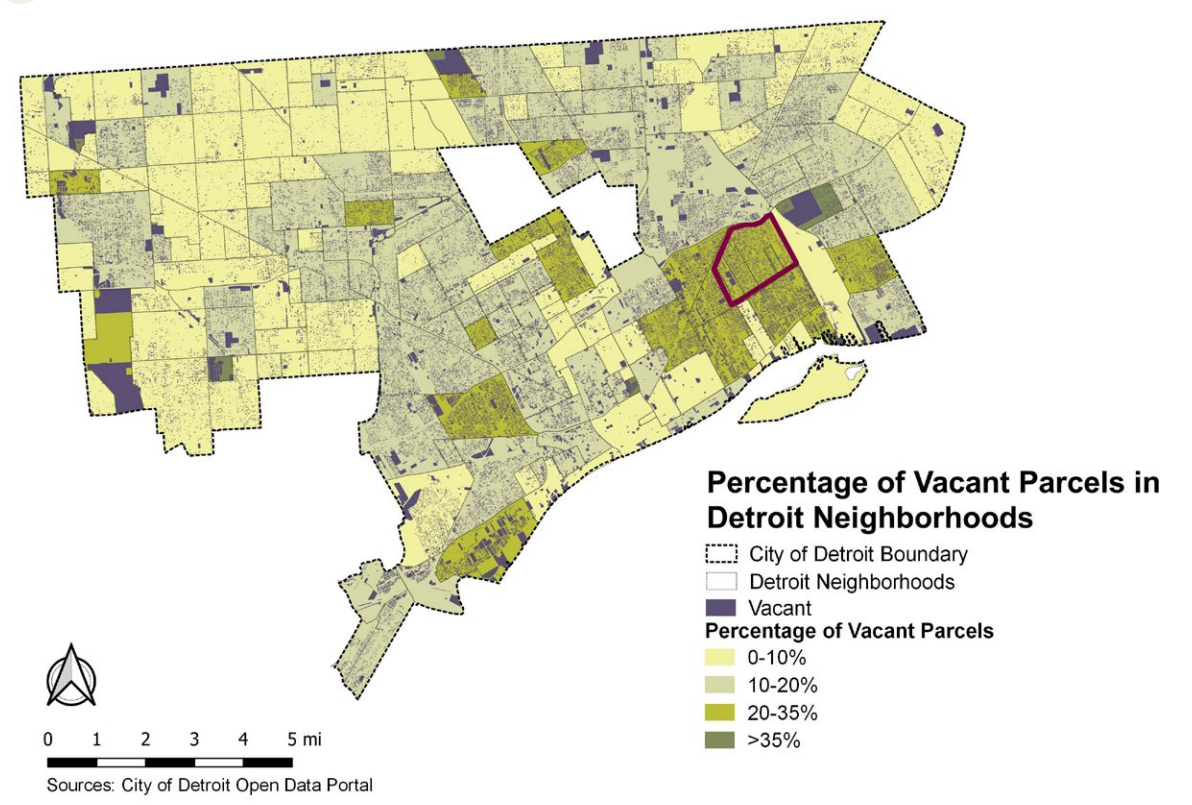 Percentage of Vacant Parcels in
Detroit Neighborhoods
City of Detroit Boundary
Detroit Neighborhoods
Vacant
Percentage of Vacant Parcels
0-10%
10-20%
20-35%
>35%
0 1 2 3 4 5 mi
Sources: City of Detroit Open Data Portal